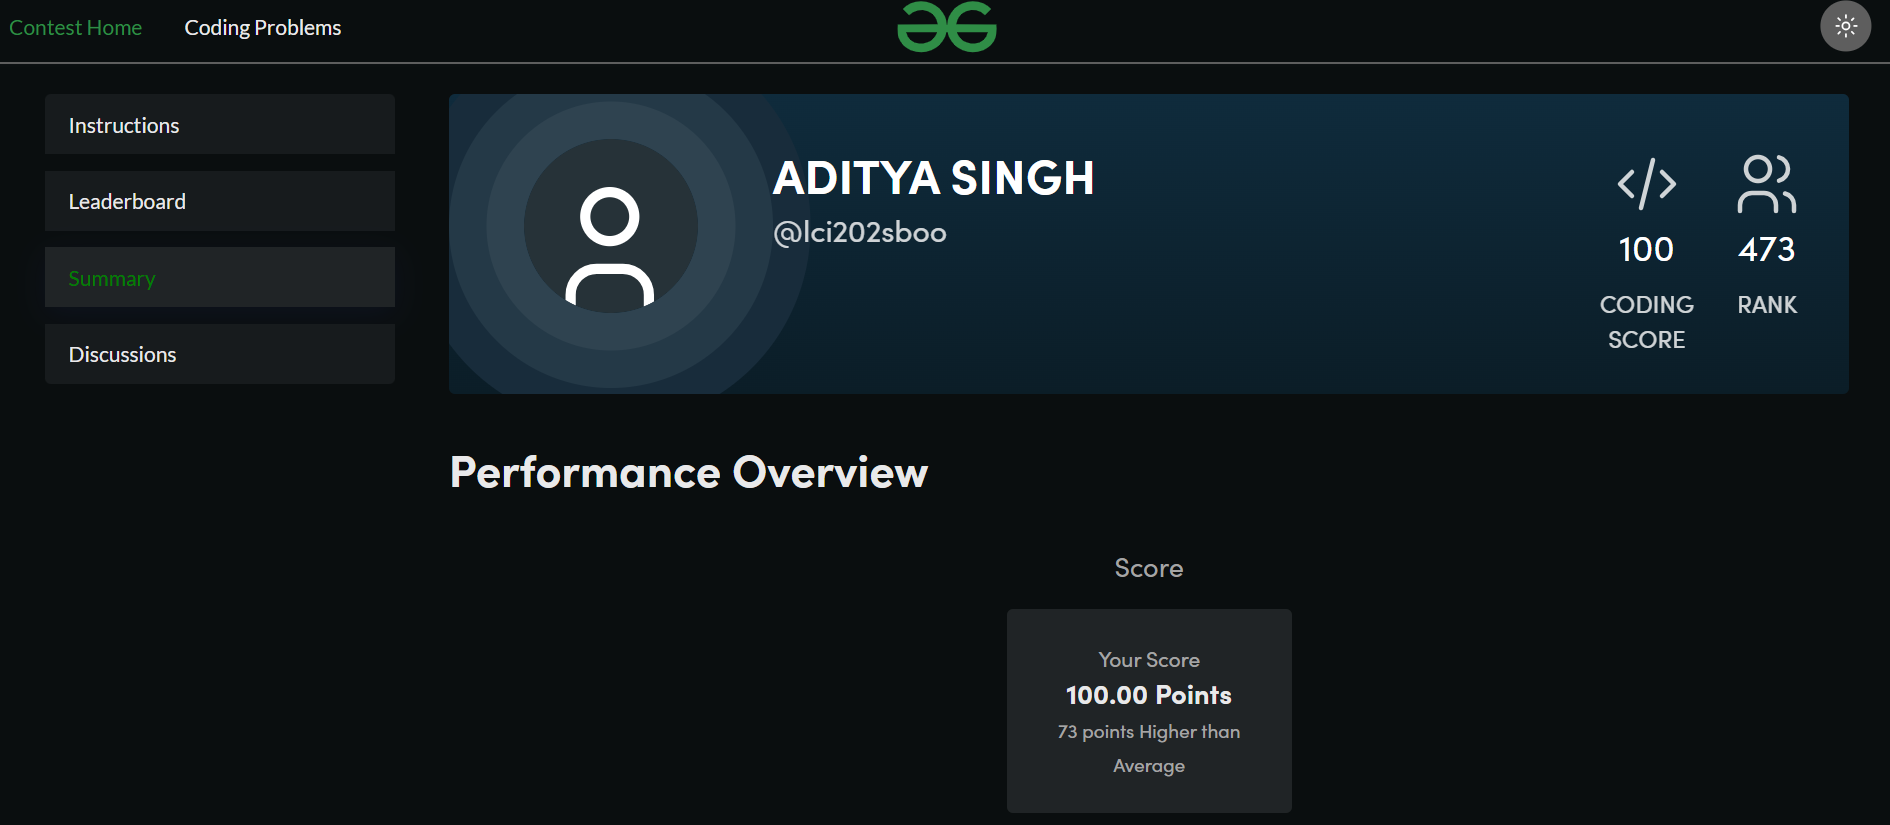 Contest Home
Coding Problems
Instructions
Leaderboard
Summary
Discussions
ADITYA SINGH
@lci202sboo
100
CODING
SCORE
473
RANK
Performance Overview
Score
Your Score
100.00 Points
73 points Higher than
Average